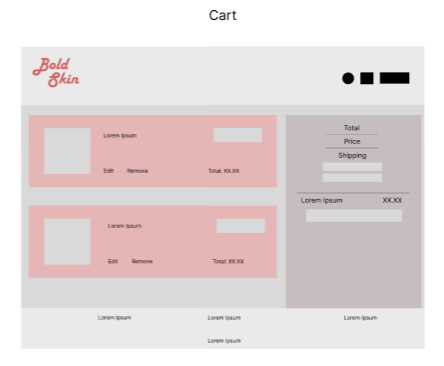 Cart
Bold
Skin
Lorem Ipsum
Edit Remove Total: XX.XX
Lorem Ipsum
Edit Remove Total: XX.XX
Total
Price
Shipping
Lorem Ipsum XX.XX
Lorem Ipsum Lorem Ipsum Lorem Ipsum
Lorem Ipsum